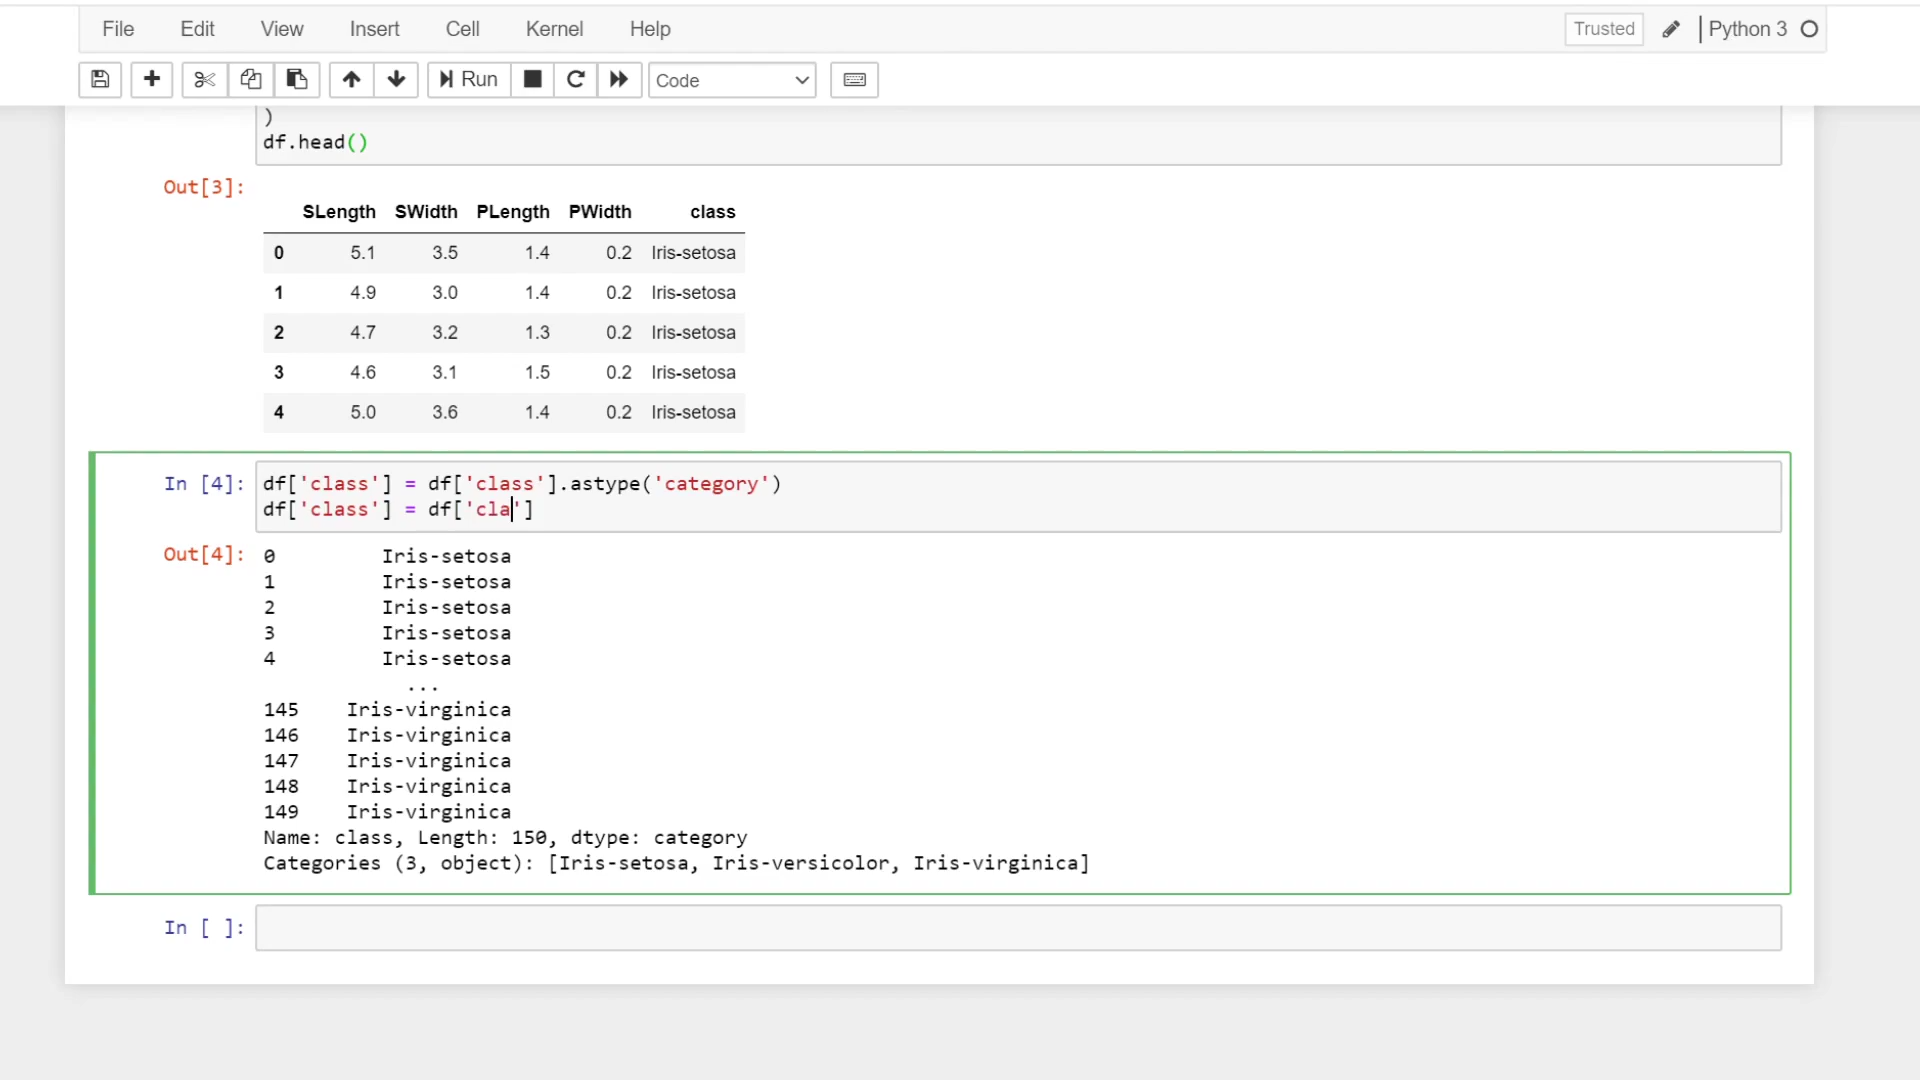 File Edit View Insert Cell Kernel Help Trusted Python 3
Run Code
)
df.head()
Out[3]:
SLength SWidth PLength PWidth class
0 5.1 3.5 1.4 0.2 Iris-setosa
1 4.9 3.0 1.4 0.2 Iris-setosa
2 4.7 3.2 1.3 0.2 Iris-setosa
3 4.6 3.1 1.5 0.2 Iris-setosa
4 5.0 3.6 1.4 0.2 Iris-setosa
In [4]: df['class'] = df['class'].astype('category')
df['class'] = df['cla']
Out[4]: 0 Iris-setosa
1 Iris-setosa
2 Iris-setosa
3 Iris-setosa
4 Iris-setosa
...
145 Iris-virginica
146 Iris-virginica
147 Iris-virginica
148 Iris-virginica
149 Iris-virginica
Name: class, Length: 150, dtype: category
Categories (3, object): [Iris-setosa, Iris-versicolor, Iris-virginica]
In [ ]: